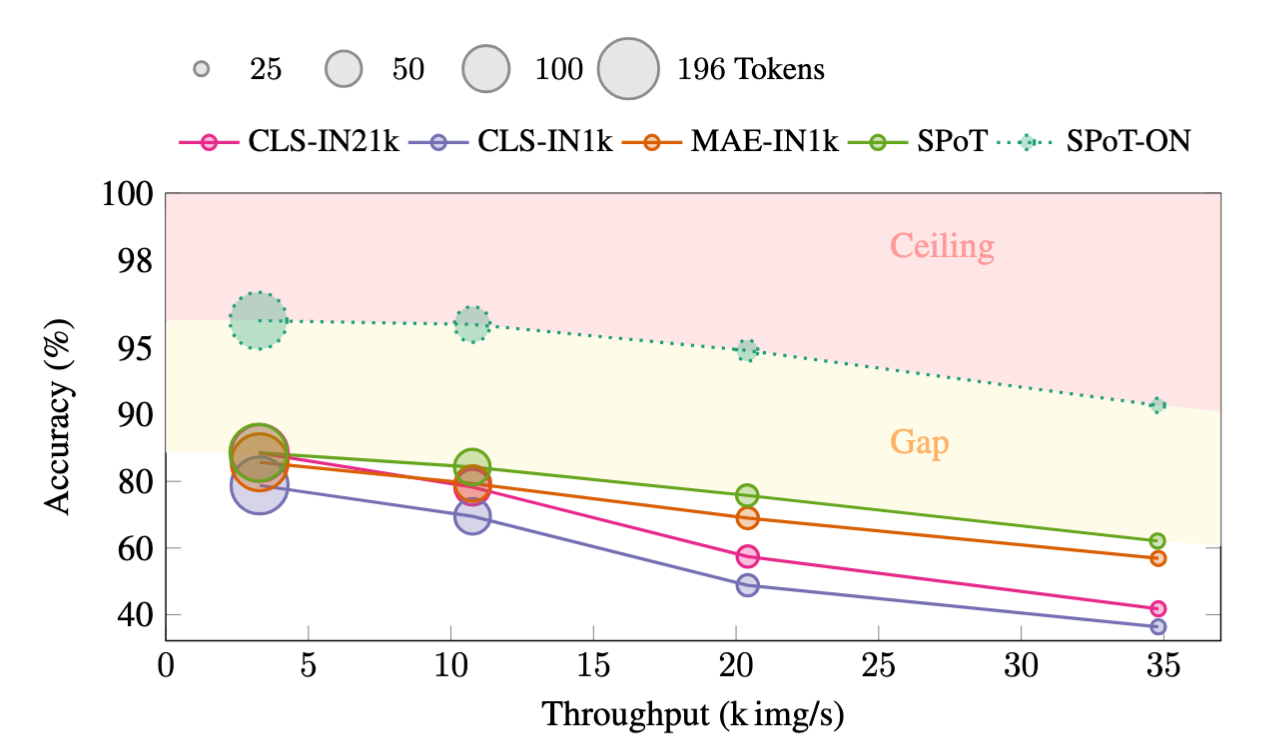 25 50 100 196 Tokens
CLS-IN21k CLS-IN1k MAE-IN1k SPoT SPoT-ON
100
98
95
90
80
60
40
Accuracy (%)
Ceiling
Gap
0 5 10 15 20 25 30 35
Throughput (k img/s)